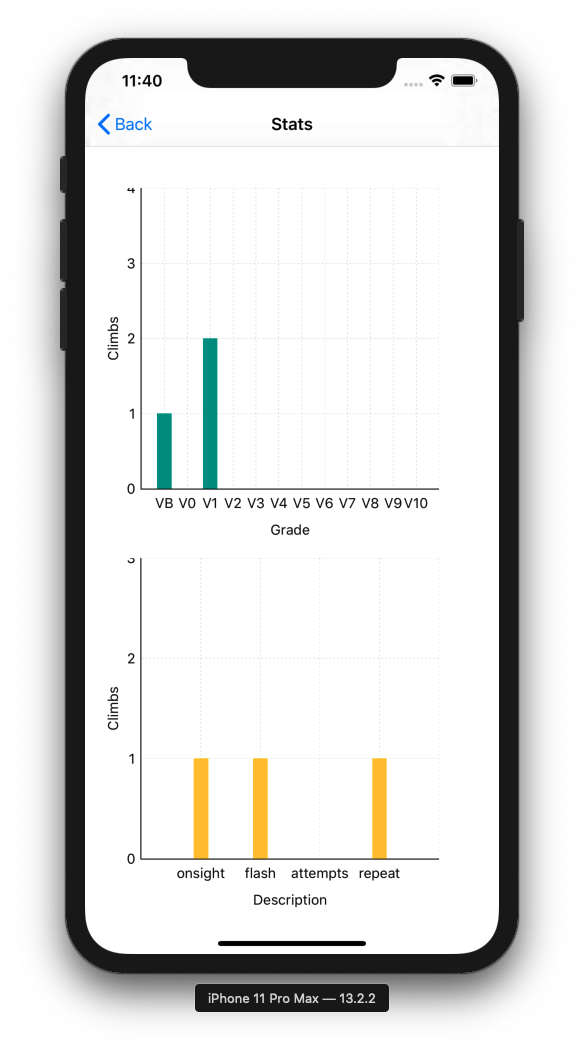 11:40
Back
Stats
4
3
2
1
0
Climbs
VB V0 V1 V2 V3 V4 V5 V6 V7 V8 V9 V10
Grade
3
2
1
0
Climbs
onsight flash attempts repeat
Description
iPhone 11 Pro Max — 13.2.2